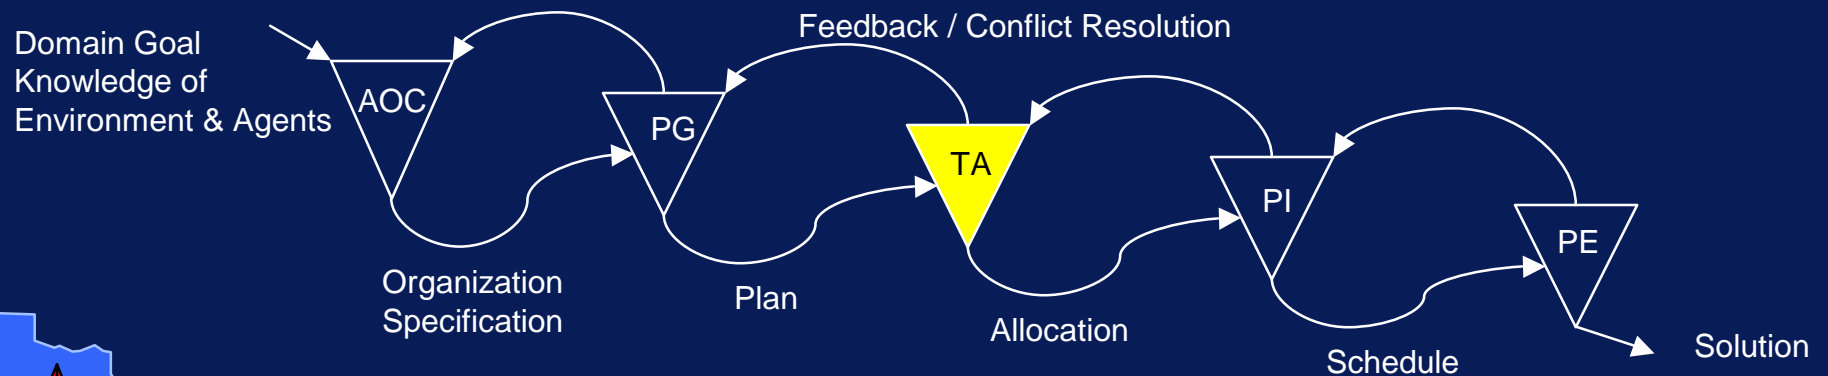 Feedback / Conflict Resolution
Domain Goal
Knowledge of
Environment & Agents
AOC
PG
TA
PI
PE
Organization
Specification
Plan
Allocation
Schedule
Solution